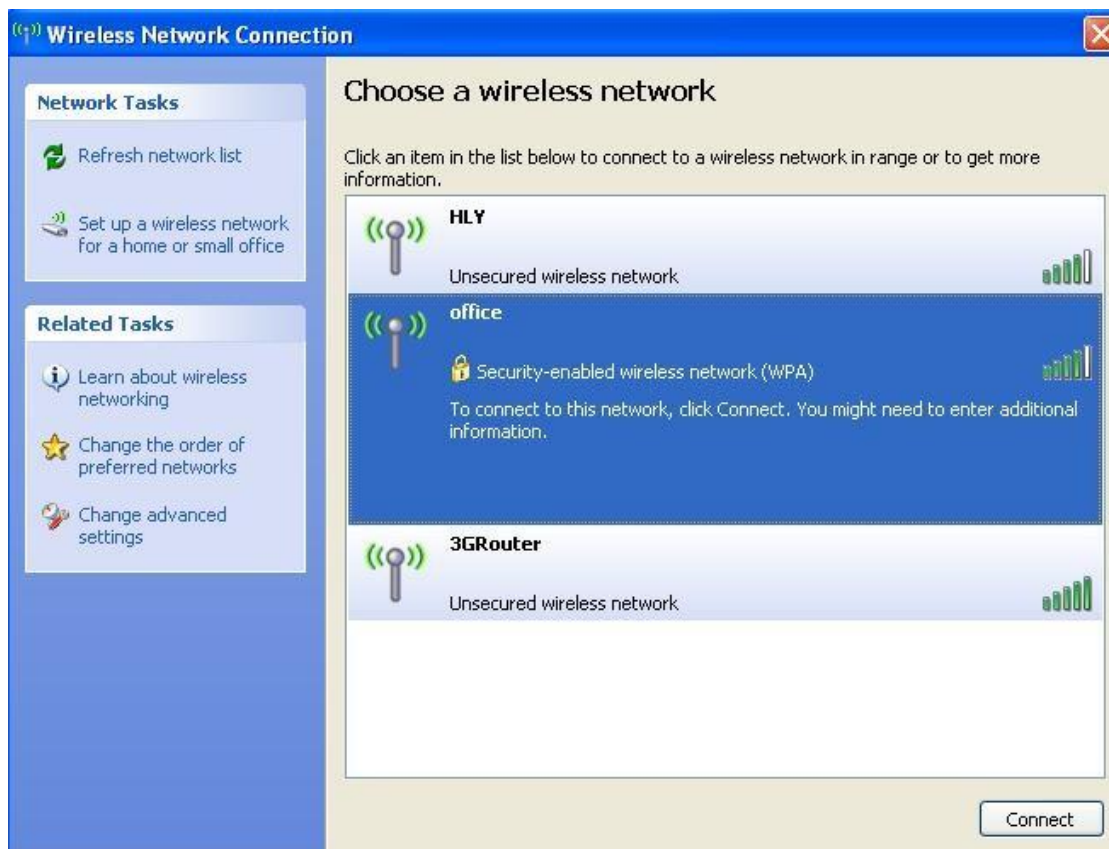 Wireless Network Connection
Network Tasks
Refresh network list
Set up a wireless network
for a home or small office
Related Tasks
Learn about wireless
networking
Change the order of
preferred networks
Change advanced
settings
Choose a wireless network
Click an item in the list below to connect to a wireless network in range or to get more
information.
HLY
Unsecured wireless network
office
Security-enabled wireless network (WPA)
To connect to this network, click Connect. You might need to enter additional
information.
3GRouter
Unsecured wireless network
Connect